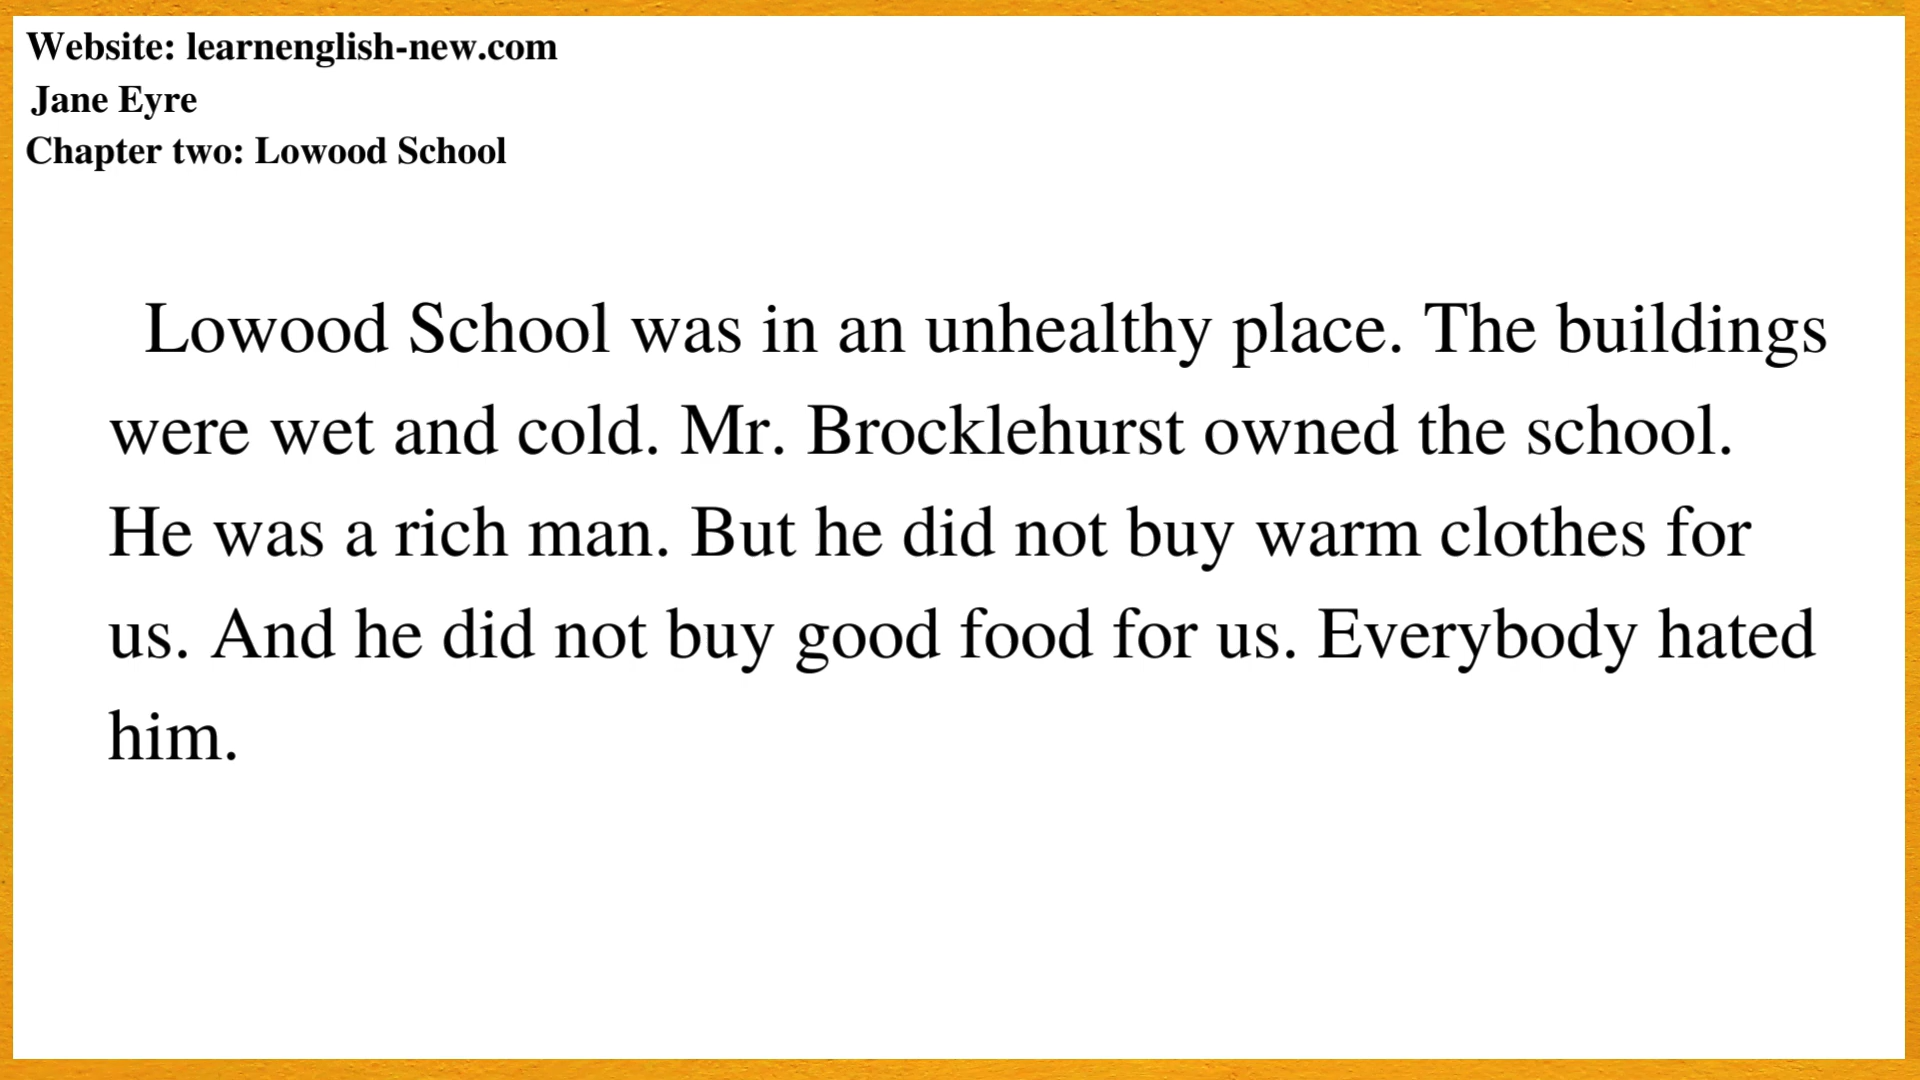 Website: learnenglish-new.com
Jane Eyre
Chapter two: Lowood School
Lowood School was in an unhealthy place. The buildings
were wet and cold. Mr. Brocklehurst owned the school.
He was a rich man. But he did not buy warm clothes for
us. And he did not buy good food for us. Everybody hated
him.